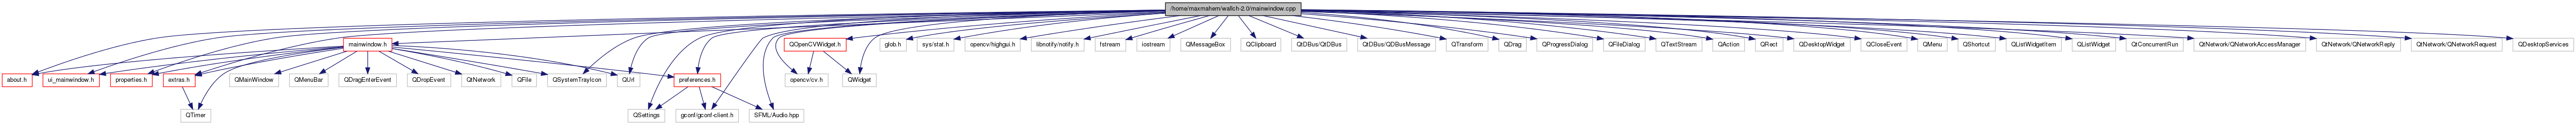 /home/maxmahem/wallch-2.0/mainwindow.cpp
mainwindow.h
QOpenCVWidget.h
glob.h
sys/stat.h
opencv/highgui.h
libnotify/notify.h
fstream
iostream
QMessageBox
QClipboard
QtDBus/QtDBus
QtDBus/QDBusMessage
QTransform
QDrag
QProgressDialog
QFileDialog
QTextStream
QAction
QRect
QDesktopWidget
QCloseEvent
QMenu
QShortcut
QListWidgetItem
QListWidget
QtConcurrentRun
QtNetwork/QNetworkAccessManager
QtNetwork/QNetworkReply
QtNetwork/QNetworkRequest
QDesktopServices
about.h
ui_mainwindow.h
properties.h
extras.h
QMainWindow
QMenuBar
QDragEnterEvent
QDropEvent
QtNetwork
QFile
QSystemTrayIcon
QUrl
preferences.h
opencv/cv.h
QWidget
QTimer
QSettings
gconf/gconf-client.h
SFML/Audio.hpp